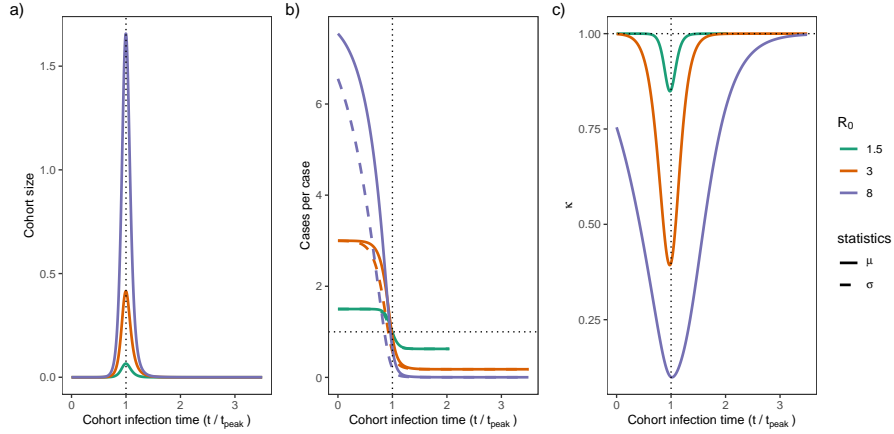 a)
Cohort size
1.5
1.0
0.5
0.0
0
1
2
3
Cohort infection time (t / t_peak)
b)
Cases per case
6
4
2
0
0
1
2
3
Cohort infection time (t / t_peak)
c)
κ
1.00
0.75
0.50
0.25
0
1
2
3
Cohort infection time (t / t_peak)
R_0
1.5
3
8
statistics
μ
σ